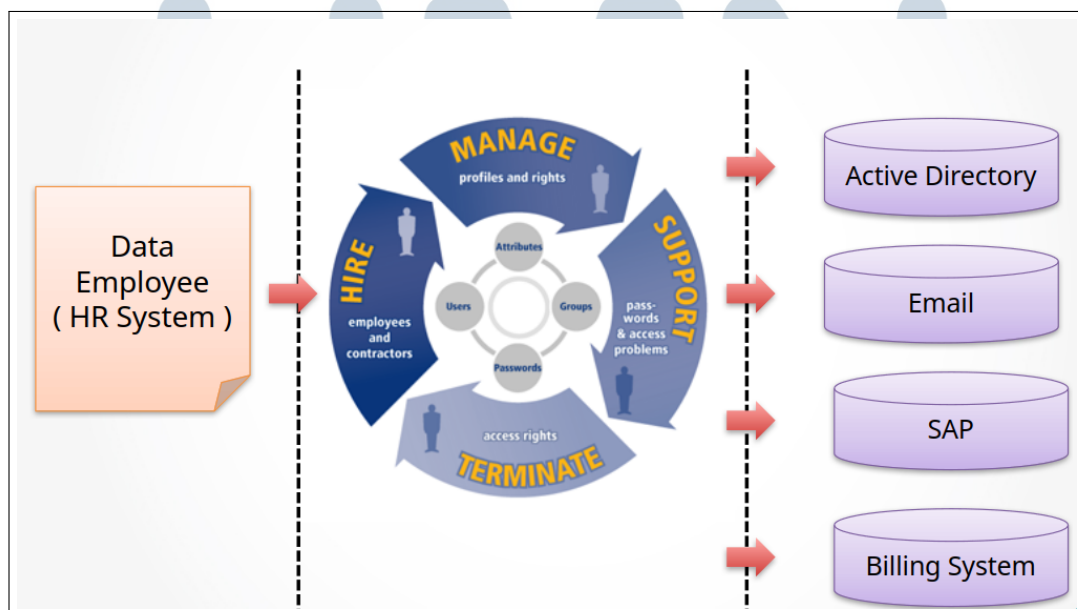 Data
Employee
( HR System )
MANAGE
profiles and rights
HIRE
employees
and
contractors
SUPPORT
pass-
words
& access
problems
access rights
TERMINATE
Attributes
Users
Groups
Passwords
Active Directory
Email
SAP
Billing System